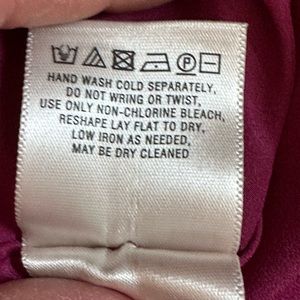 P
HAND WASH COLD SEPARATELY,
DO NOT WRING OR TWIST,
USE ONLY NON-CHLORINE BLEACH,
RESHAPE LAY FLAT TO DRY,
LOW IRON AS NEEDED,
MAY BE DRY CLEANED